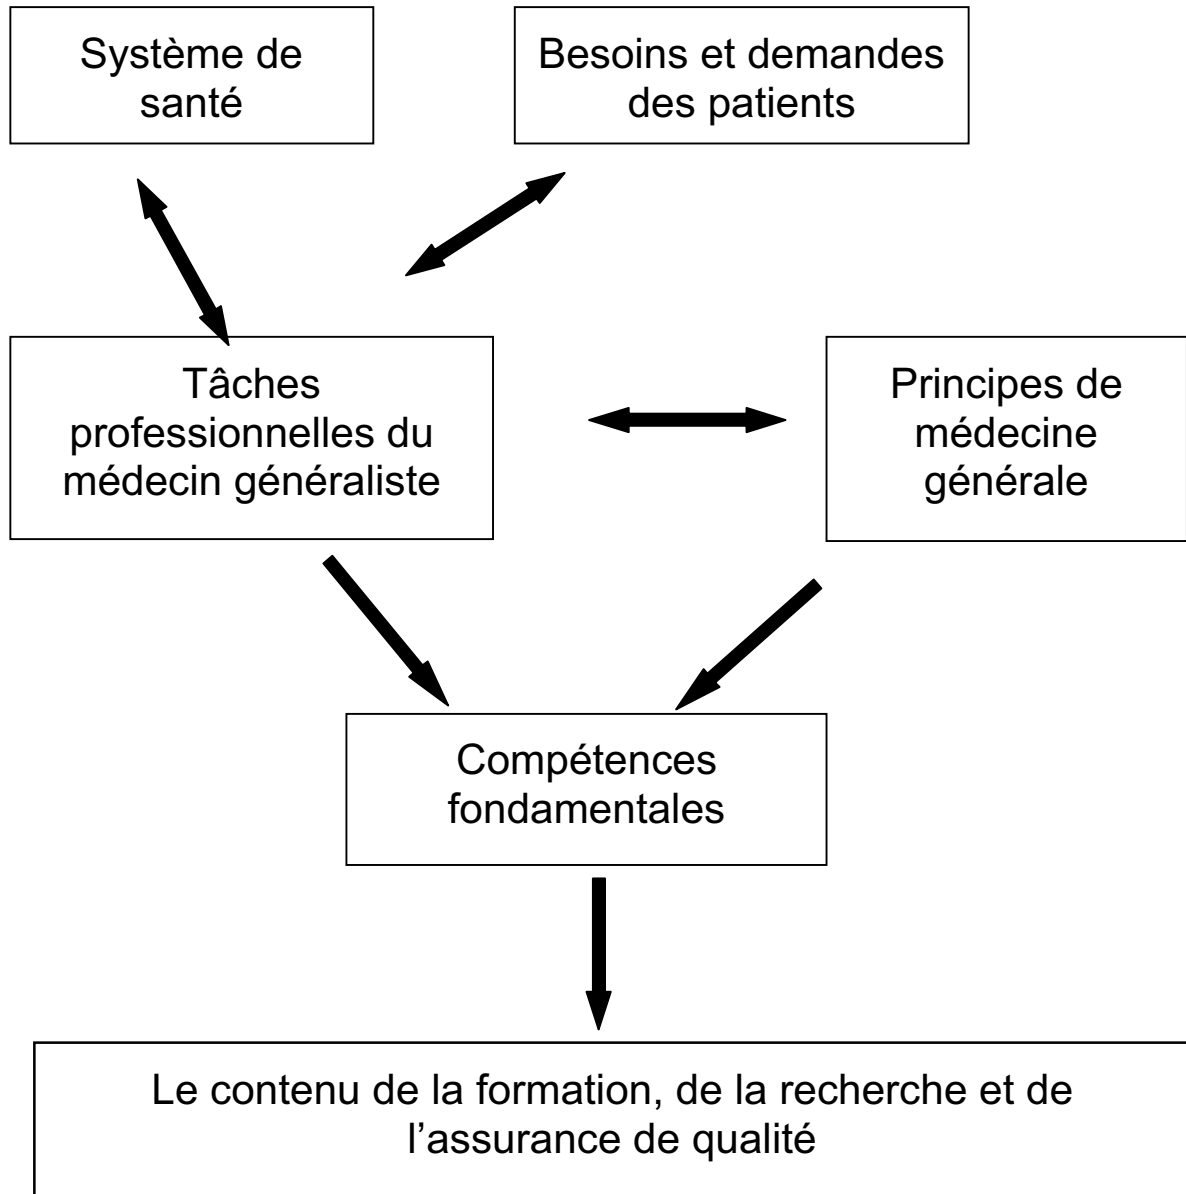 Système de
santé
Besoins et demandes
des patients
Tâches
professionnelles du
médecin généraliste
Principes de
médecine
générale
Compétences
fondamentales
Le contenu de la formation, de la recherche et de
l’assurance de qualité